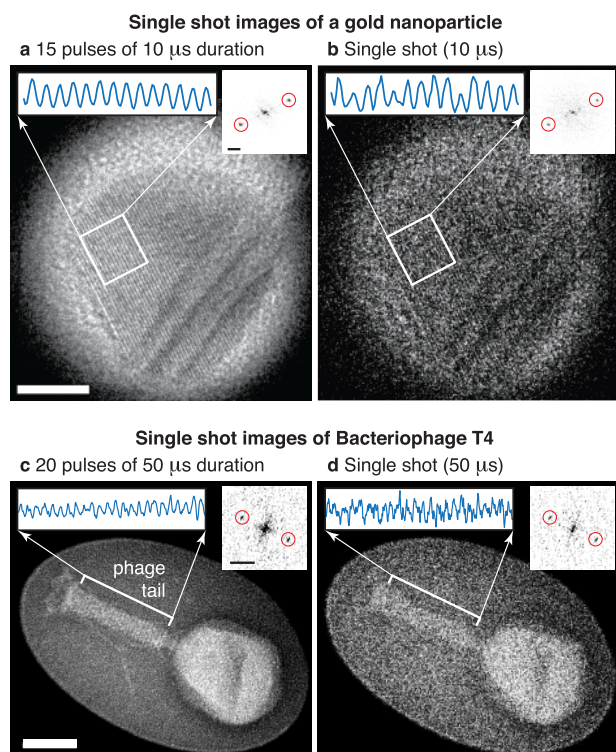 Single shot images of a gold nanoparticle
a 15 pulses of 10 μs duration
b Single shot (10 μs)
Single shot images of Bacteriophage T4
c 20 pulses of 50 μs duration
d Single shot (50 μs)
phage
tail